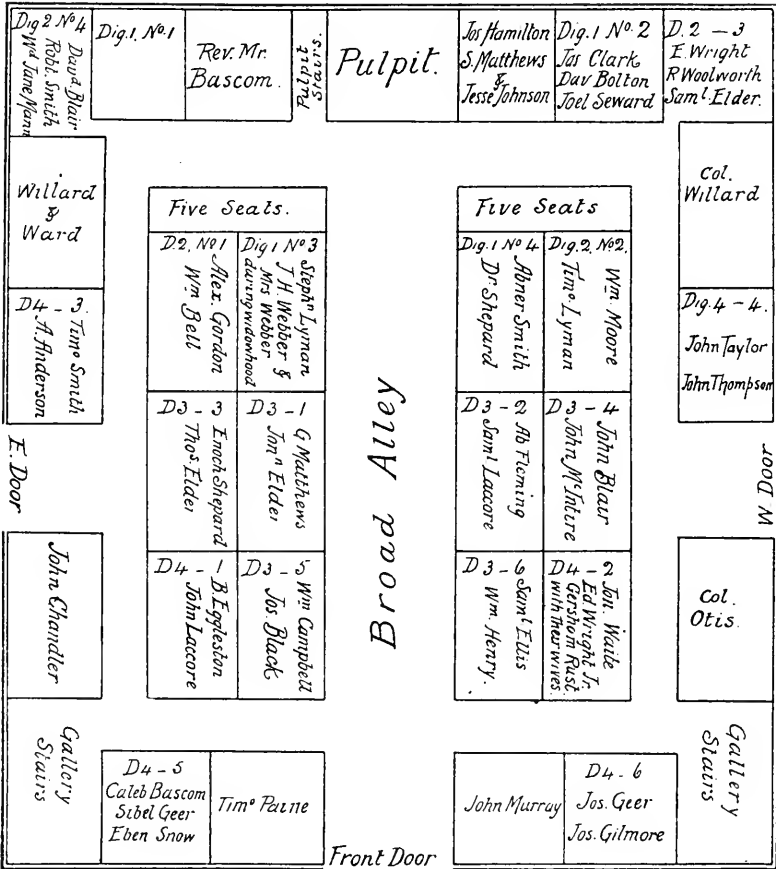 Dig 2 Nº 4
Davd Blair
Robt. Smith
Wd Jane Mann
Dig. 1. No. 1
Rev. Mr.
Bascom.
Pulpit
Stairs.
Pulpit.
Jos Hamilton
S. Matthews
&
Jesse Johnson
Dig. 1 No. 2
Jas Clark
Dav Bolton
Joel Seward
D. 2 — 3
E. Wright
R Woolworth
Saml. Elder.
Willard
&
Ward
Col.
Willard
Five Seats.
Five Seats
D. 2. Nº 1
Alex. Gordon
Wm Bell
Dig 1 Nº 3
Stephn Lyman
J. H. Webber &
Mrs Webber
during widowhood
Dig. 1 Nº 4
Abner Smith
Dr Shepard
Dig. 2. Nº 2.
Wm. Moore
Timo Lyman
D4 - 3.
Timo Smith
A. Anderson
Dig. 4 - 4.
John Taylor
John Thompson
Broad Alley
D3 - 3
Enoch Shepard
Thos. Elder
D3 - 1
G Matthews
Jonn Elder
D3 - 2
Ab Fleming
Saml Laccore
D3 - 4
John Blair
John McIntire
E. Door
W Door
D4 - 1
B. Eggleston
John Laccore
D3 - 5
Wm Campbell
Jos Black
D3 - 6
Saml Ellis
Wm. Henry.
D4 - 2
Jon. Waite
Ed Wright Jr.
Gershom Rust
with their wives.
John Chandler
Col.
Otis.
Gallery
Stairs
D4 - 5
Caleb Bascom
Sibel Geer
Eben Snow
Timo Paine
John Murray
D4 - 6
Jos. Geer
Jos. Gilmore
Gallery
Stairs
Front Door